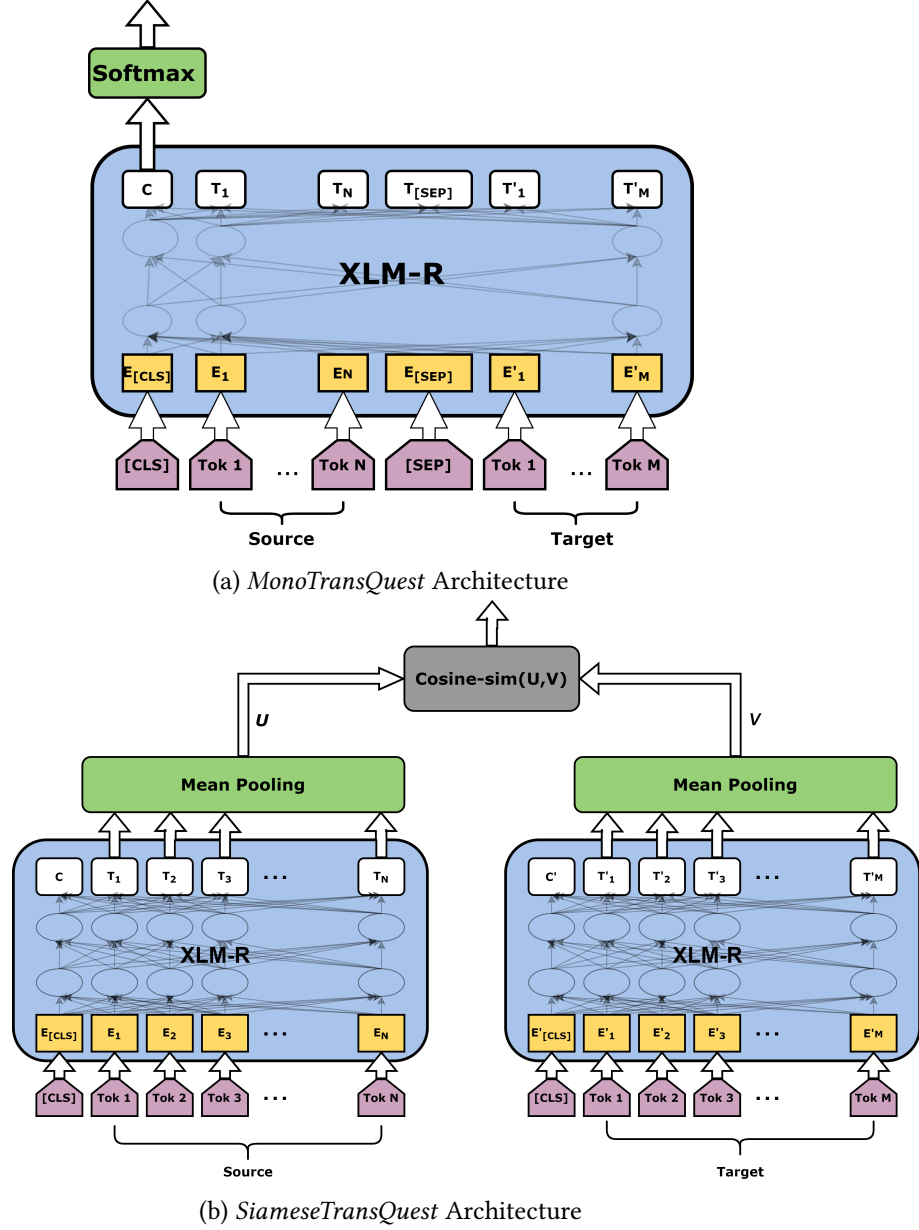 Softmax
C T1 TN T[SEP] T'1 T'M
XLM-R
E[CLS] E1 EN E[SEP] E'1 E'M
[CLS] Tok 1 ... Tok N [SEP] Tok 1 ... Tok M
Source Target
(a) MonoTransQuest Architecture
Cosine-sim(U,V)
U V
Mean Pooling Mean Pooling
C T1 T2 T3 ... TN C' T'1 T'2 T'3 ... T'M
XLM-R XLM-R
E[CLS] E1 E2 E3 ... EN E'[CLS] E'1 E'2 E'3 ... E'M
[CLS] Tok 1 Tok 2 Tok 3 ... Tok N [CLS] Tok 1 Tok 2 Tok 3 ... Tok M
Source Target
(b) SiameseTransQuest Architecture